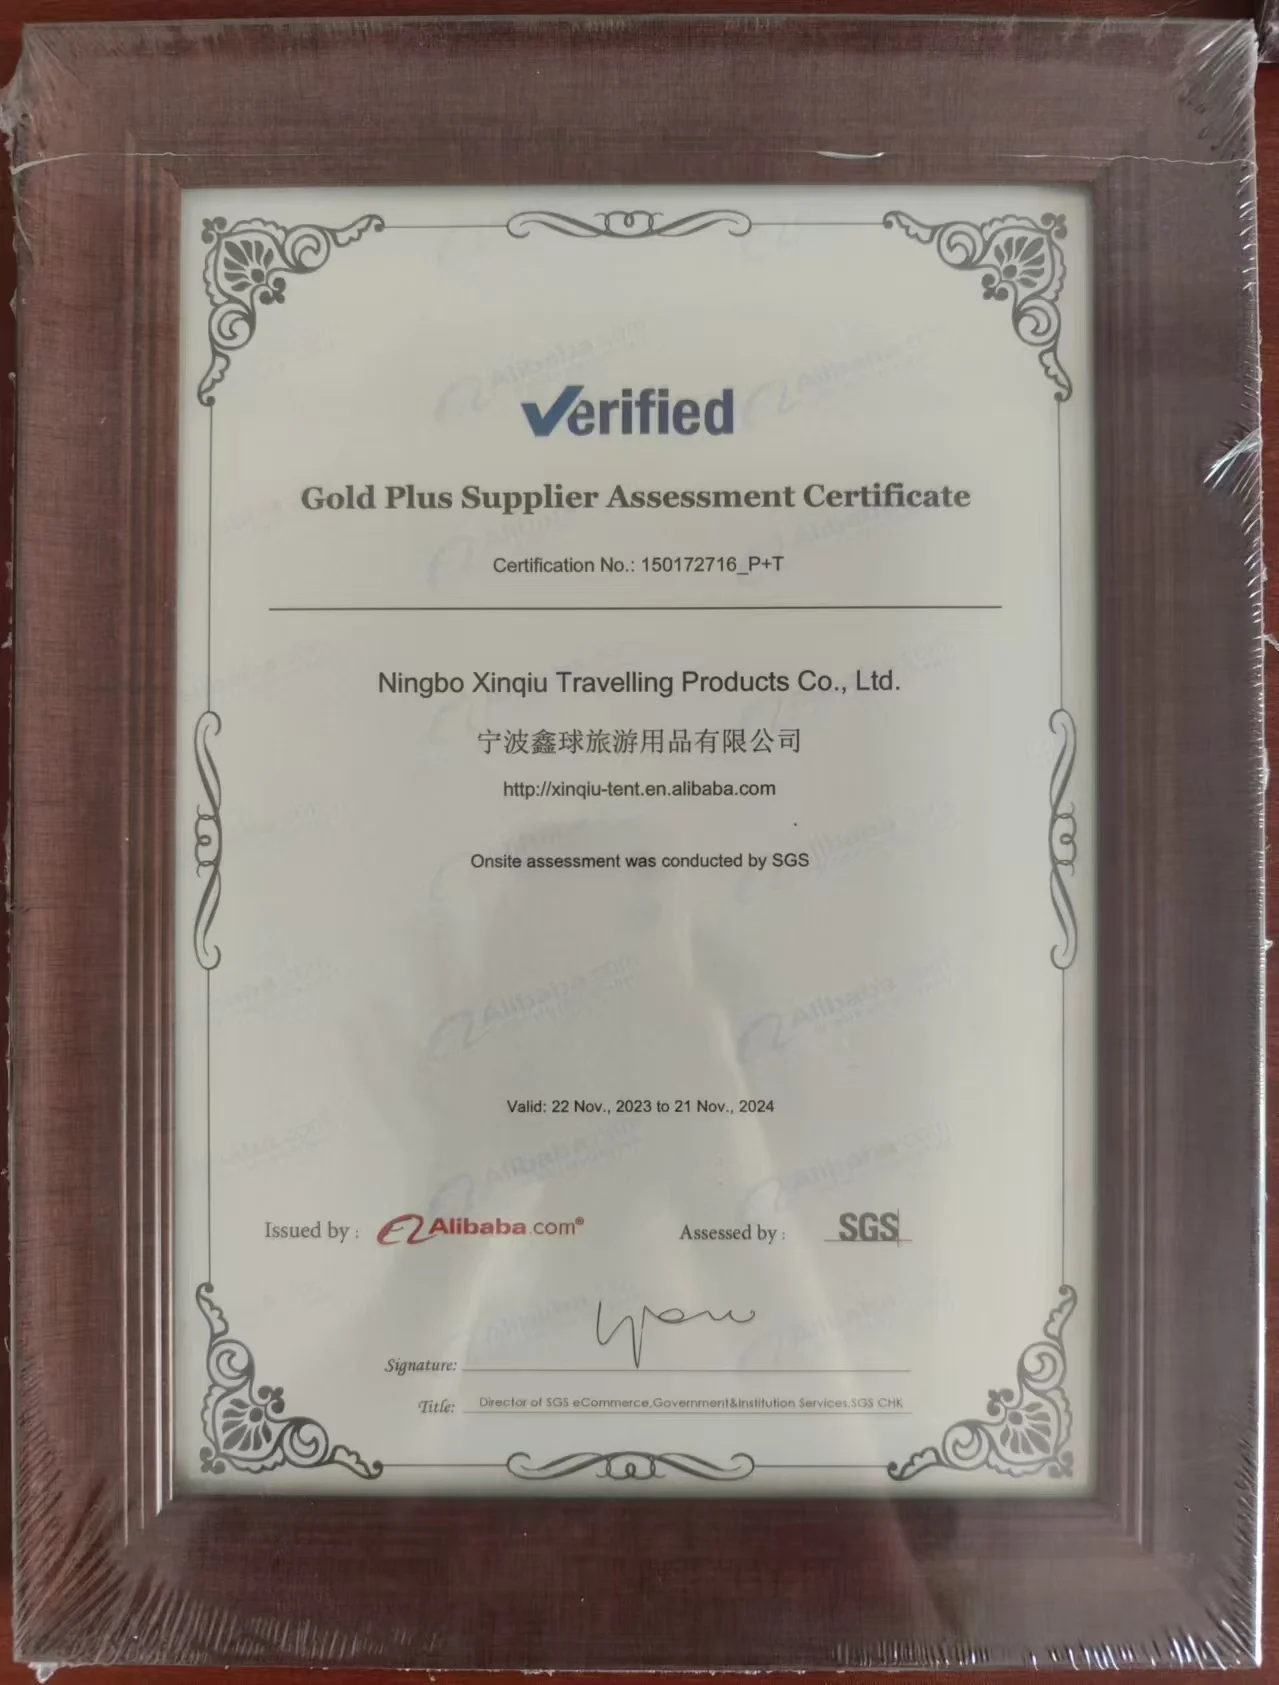 Verified
Gold Plus Supplier Assessment Certificate
Certification No.: 150172716_P+T
Ningbo Xinqiu Travelling Products Co., Ltd.
宁波鑫球旅游用品有限公司
http://xinqiu-tent.en.alibaba.com
Onsite assessment was conducted by SGS
Valid: 22 Nov., 2023 to 21 Nov., 2024
Issued by : Alibaba.com® Assessed by : SGS
Signature:
Title: Director of SGS eCommerce,Government&Institution Services,SGS CHK